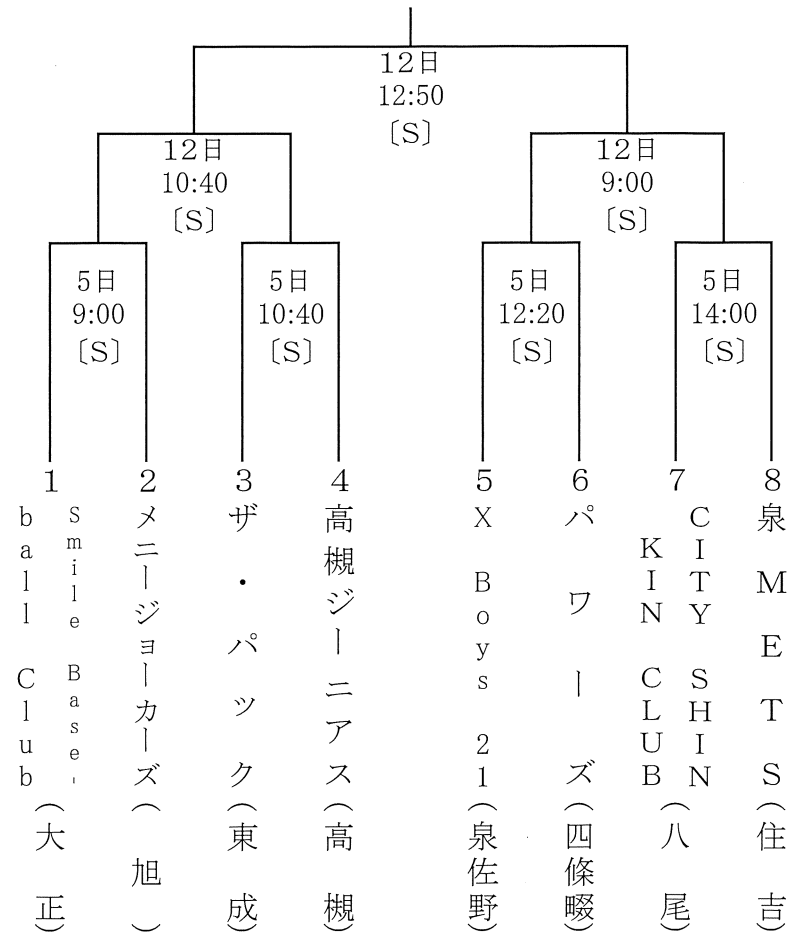 12日
12:50
〔S〕
12日
10:40
〔S〕
12日
9:00
〔S〕
5日
9:00
〔S〕
5日
10:40
〔S〕
5日
12:20
〔S〕
5日
14:00
〔S〕
1
Smile Base-
ball Club
(大正)
2
メニージョーカーズ
(旭)
3
ザ・パック
(東成)
4
高槻ジーニアス
(高槻)
5
X Boys 21
(泉佐野)
6
パワーズ
(四條畷)
7
CITY SHIN
KIN CLUB
(八尾)
8
泉METS
(住吉)